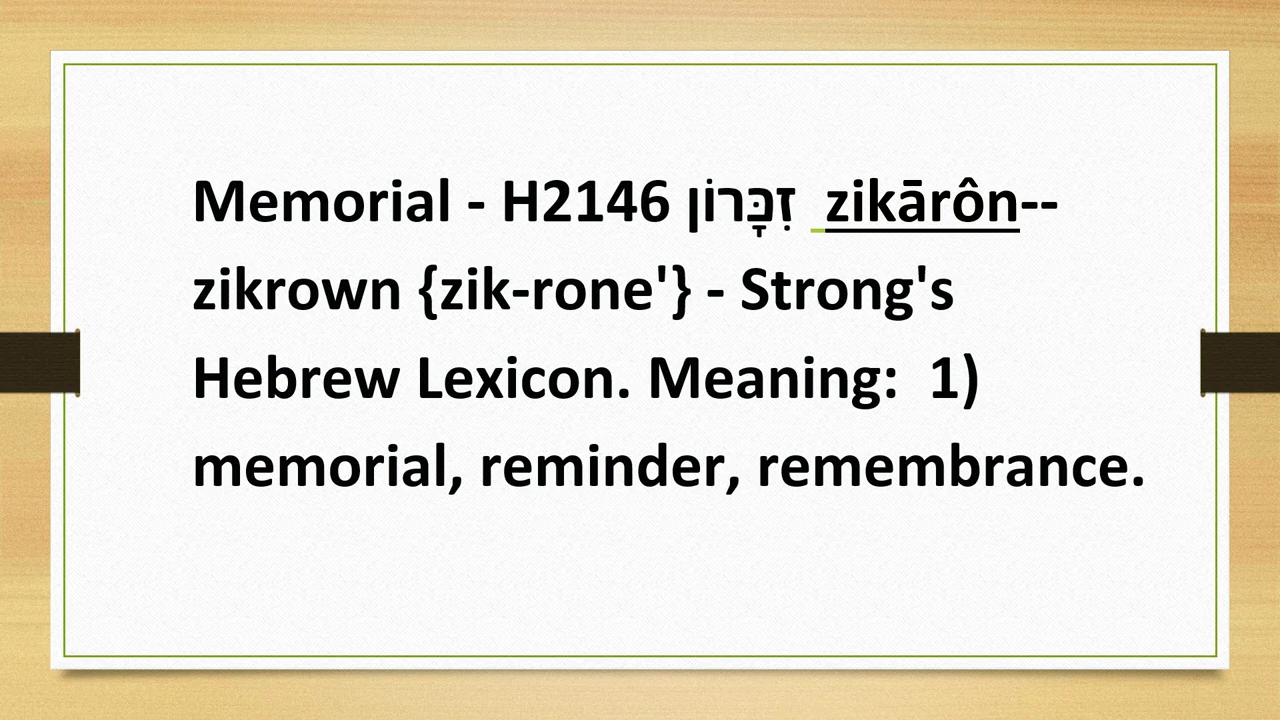 Memorial - H2146 זִכָּרוֹן zikārôn--
zikrown {zik-rone'} - Strong's
Hebrew Lexicon. Meaning:  1)
memorial, reminder, remembrance.